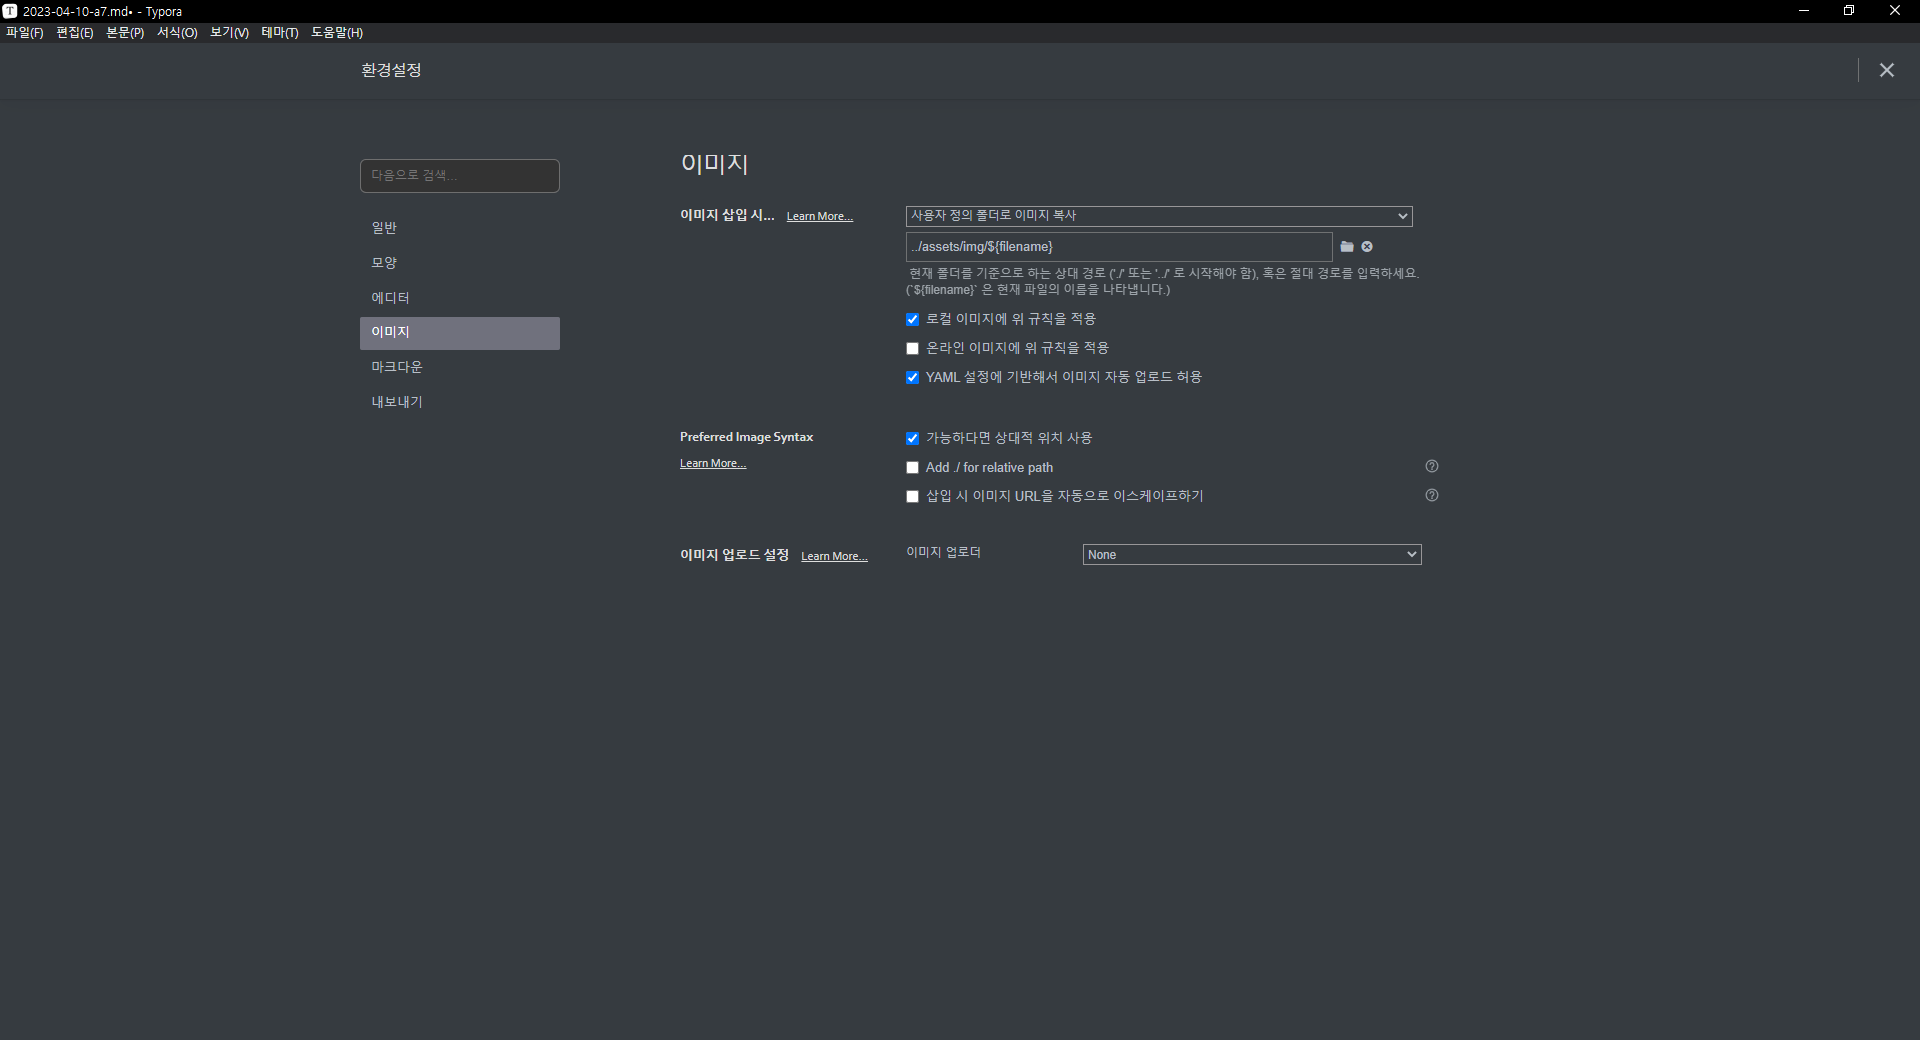 2023-04-10-a7.md• - Typora
파일(F) 편집(E) 본문(P) 서식(O) 보기(V) 테마(T) 도움말(H)
환경설정
다음으로 검색...
일반
모양
에디터
이미지
마크다운
내보내기
이미지
이미지 삽입 시... Learn More...
사용자 정의 폴더로 이미지 복사
../assets/img/${filename}
현재 폴더를 기준으로 하는 상대 경로 ('./' 또는 '../' 로 시작해야 함), 혹은 절대 경로를 입력하세요.
(`${filename}` 은 현재 파일의 이름을 나타냅니다.)
로컬 이미지에 위 규칙을 적용
온라인 이미지에 위 규칙을 적용
YAML 설정에 기반해서 이미지 자동 업로드 허용
Preferred Image Syntax
Learn More...
가능하다면 상대적 위치 사용
Add ./ for relative path
삽입 시 이미지 URL을 자동으로 이스케이프하기
이미지 업로드 설정 Learn More...
이미지 업로더
None